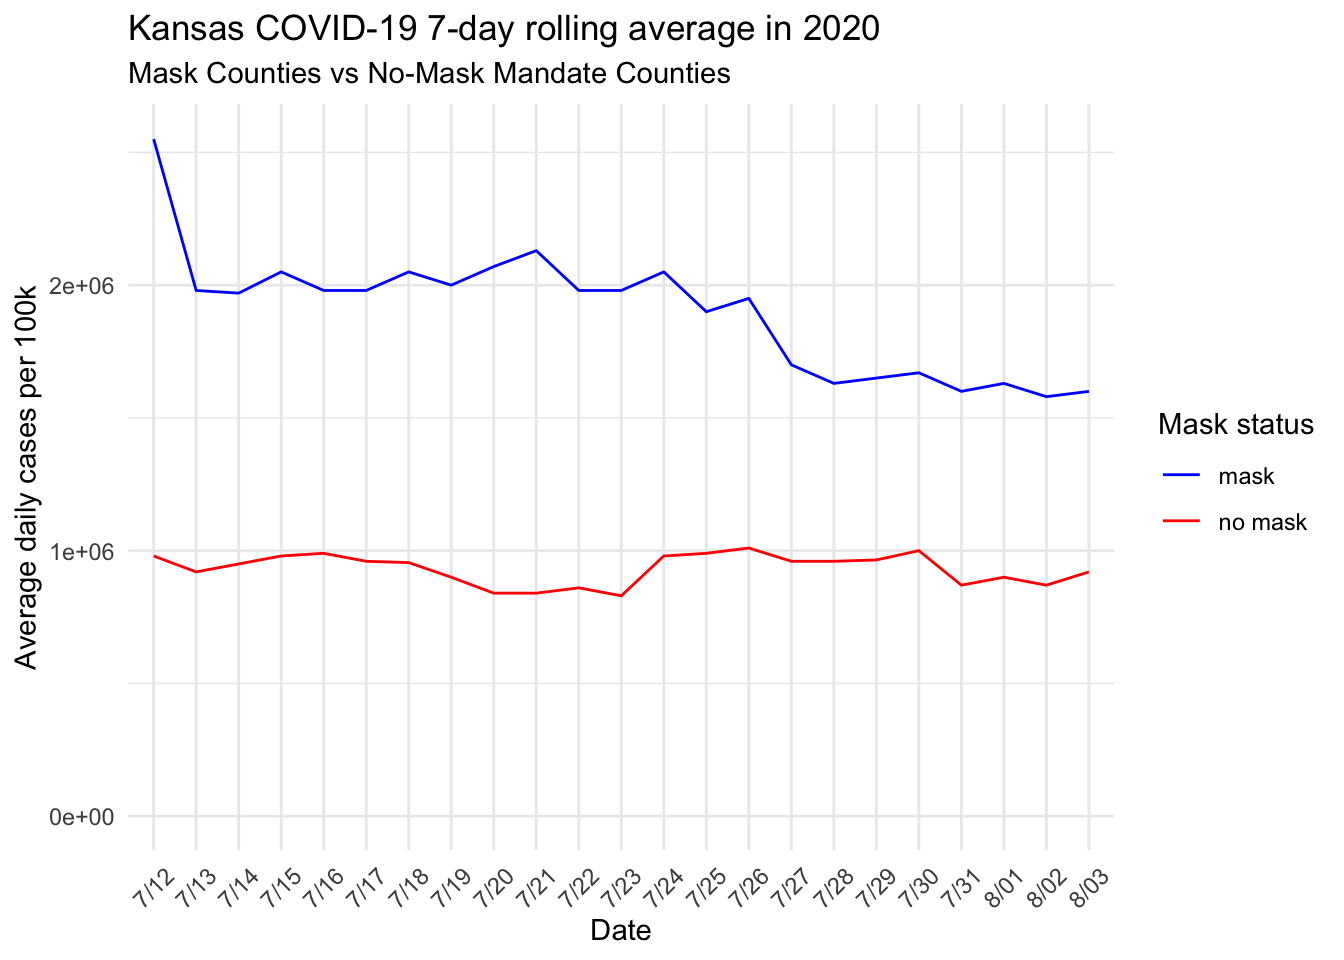 Kansas COVID-19 7-day rolling average in 2020
Mask Counties vs No-Mask Mandate Counties
Average daily cases per 100k
2e+06
1e+06
0e+00
7/12 7/13 7/14 7/15 7/16 7/17 7/18 7/19 7/20 7/21 7/22 7/23 7/24 7/25 7/26 7/27 7/28 7/29 7/30 7/31 8/01 8/02 8/03
Date
Mask status
mask
no mask